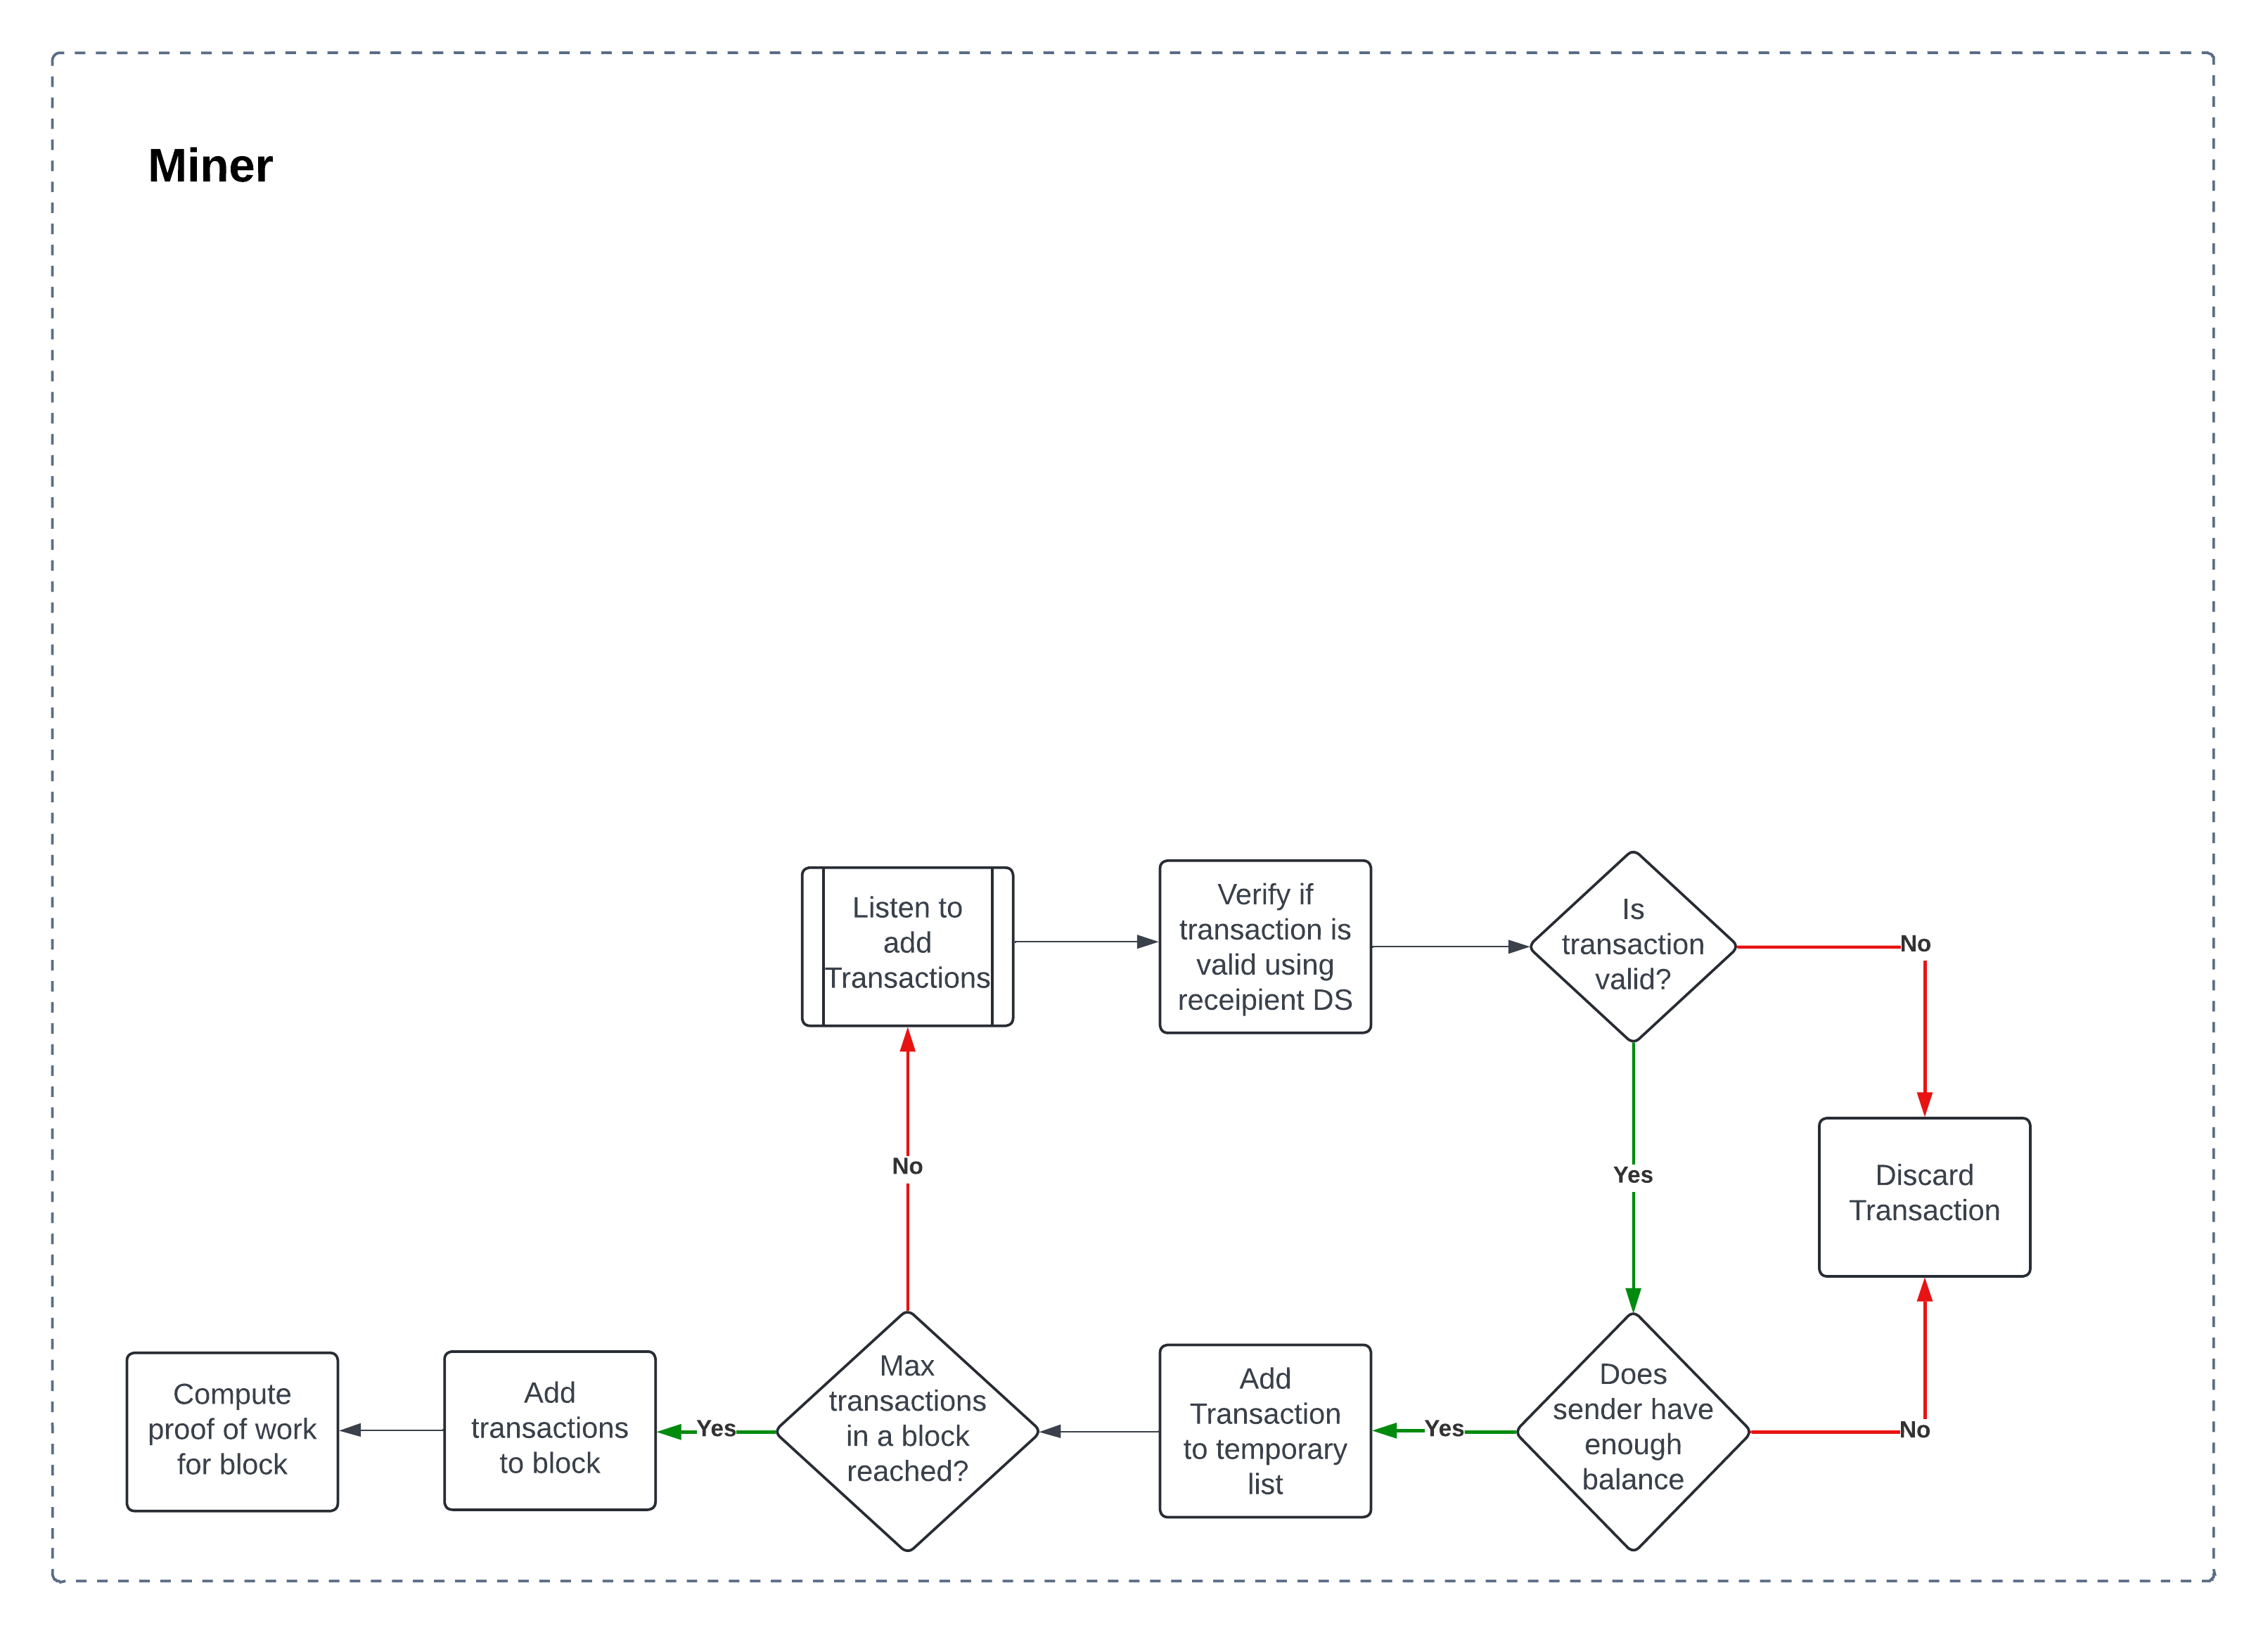 Miner
Listen to
add
Transactions
Verify if
transaction is
valid using
receipient DS
Is
transaction
valid?
No
No
Yes
Discard
Transaction
Compute
proof of work
for block
Add
transactions
to block
Yes
Max
transactions
in a block
reached?
Add
Transaction
to temporary
list
Yes
Does
sender have
enough
balance
No